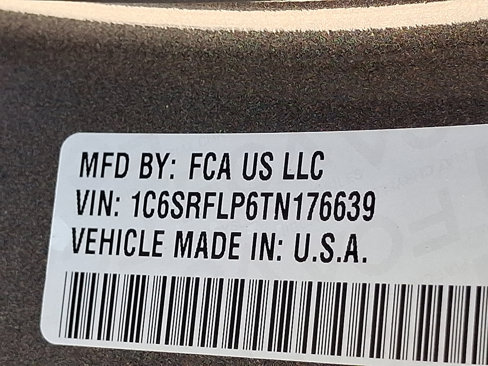 MFD BY: FCA US LLC
VIN: 1C6SRFLP6TN176639
VEHICLE MADE IN: U.S.A.